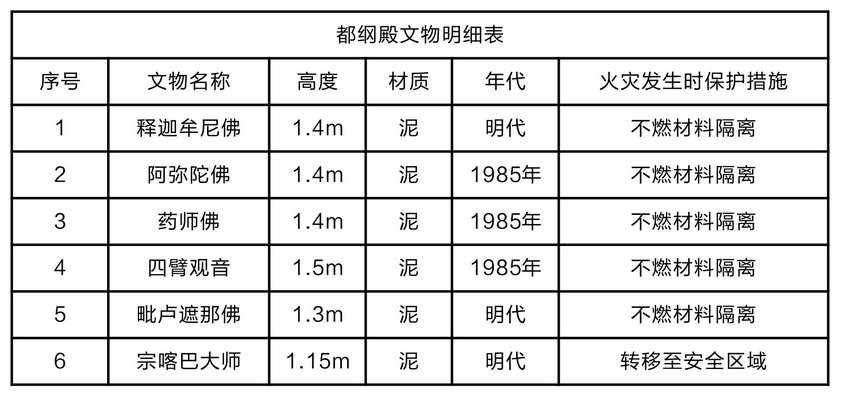 都纲殿文物明细表
序号 文物名称 高度 材质 年代 火灾发生时保护措施
1 释迦牟尼佛 1.4m 泥 明代 不燃材料隔离
2 阿弥陀佛 1.4m 泥 1985年 不燃材料隔离
3 药师佛 1.4m 泥 1985年 不燃材料隔离
4 四臂观音 1.5m 泥 1985年 不燃材料隔离
5 毗卢遮那佛 1.3m 泥 明代 不燃材料隔离
6 宗喀巴大师 1.15m 泥 明代 转移至安全区域